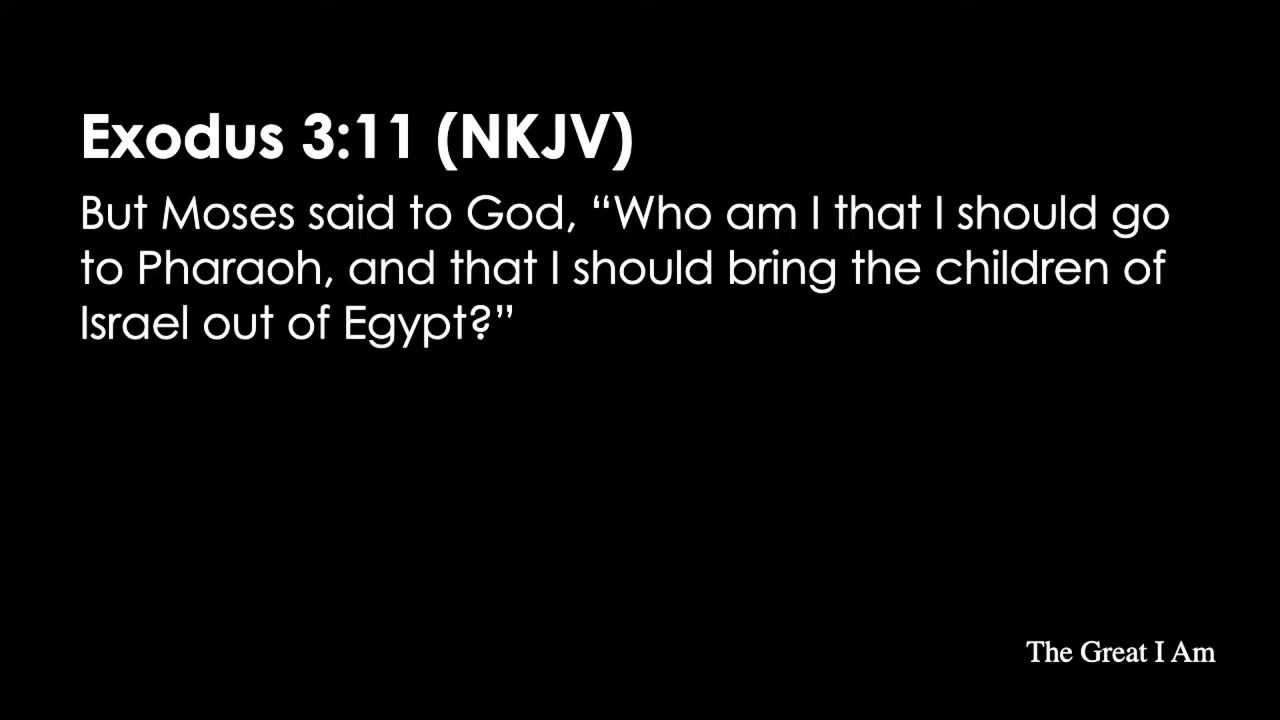 Exodus 3:11 (NKJV)
But Moses said to God, “Who am I that I should go
to Pharaoh, and that I should bring the children of
Israel out of Egypt?”
The Great I Am